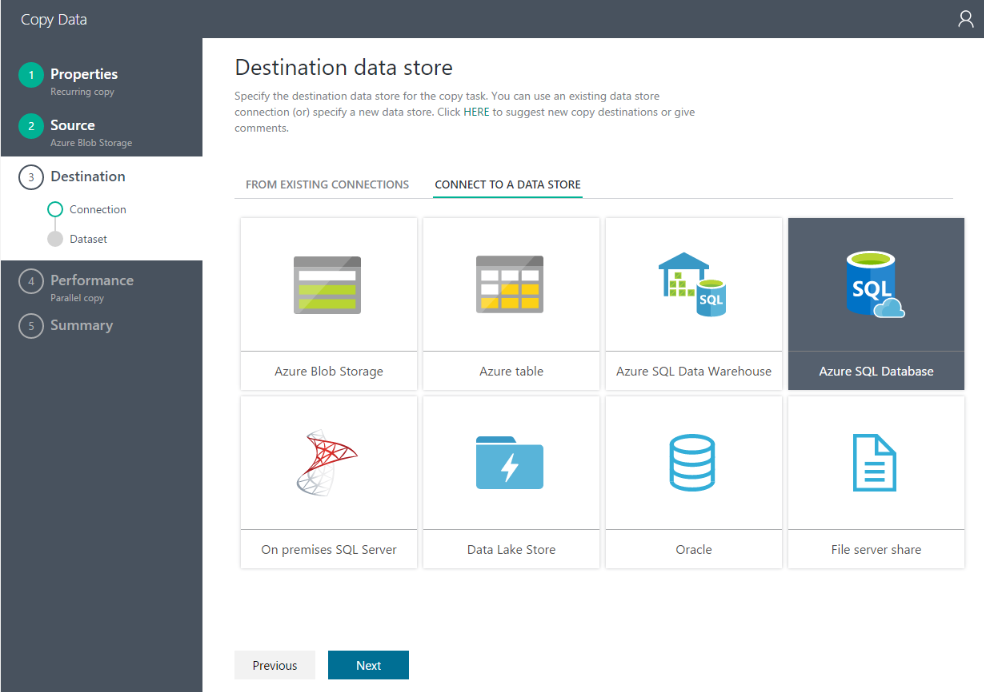 Copy Data
1 Properties
Recurring copy
2 Source
Azure Blob Storage
3 Destination
Connection
Dataset
4 Performance
Parallel copy
5 Summary
Destination data store
Specify the destination data store for the copy task. You can use an existing data store
connection (or) specify a new data store. Click HERE to suggest new copy destinations or give
comments.
FROM EXISTING CONNECTIONS
CONNECT TO A DATA STORE
Azure Blob Storage
Azure table
SQL
Azure SQL Data Warehouse
SQL
Azure SQL Database
On premises SQL Server
Data Lake Store
Oracle
File server share
Previous
Next